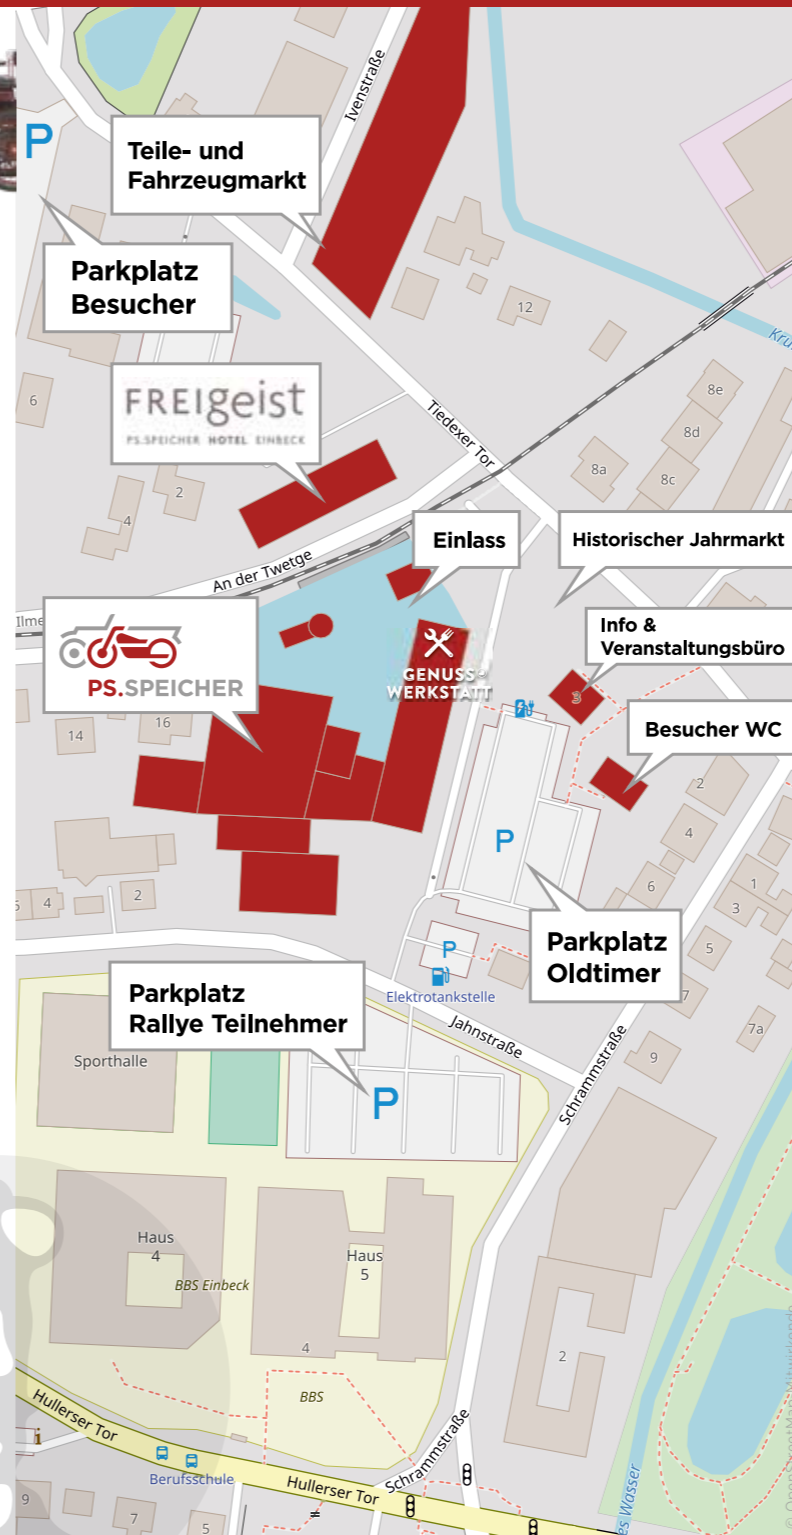 P
Ivenstraße
Teile- und
Fahrzeugmarkt
Parkplatz
Besucher
12
6
FREIgeist
PS.SPEICHER HOTEL EINBECK
Tiedexer Tor
8e
8d
8a
8c
2
4
Einlass
Historischer Jahrmarkt
An der Twetge
Info &
Veranstaltungsbüro
3
PS.SPEICHER
GENUSS-
WERKSTATT
Besucher WC
14
16
2
4
P
6
1
3
4
2
5
P
Parkplatz
Oldtimer
Elektrotankstelle
7
7a
Parkplatz
Rallye Teilnehmer
Jahnstraße
9
Sporthalle
P
Schrammstraße
Haus
4
Haus
5
BBS Einbeck
4
2
BBS
Hullerser Tor
i
Berufsschule
Hullerser Tor
Schrammstraße
9
7
5